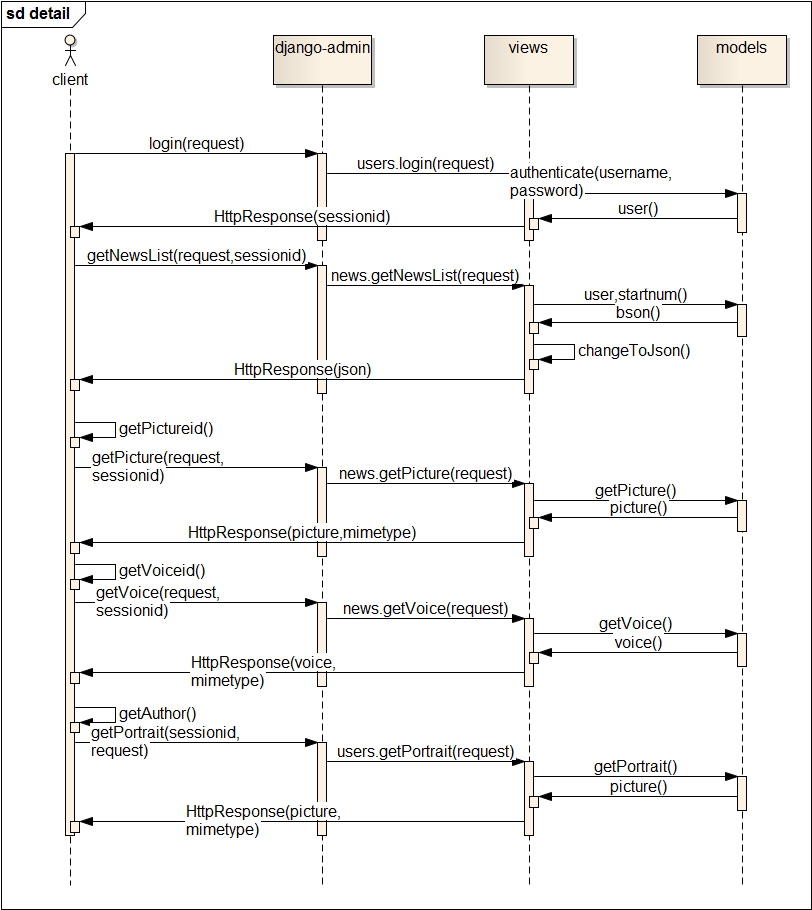 sd detail
client
django-admin
views
models
login(request)
users.login(request)
authenticate(username,
password)
user()
HttpResponse(sessionid)
getNewsList(request,sessionid)
news.getNewsList(request)
user,startnum()
bson()
changeToJson()
HttpResponse(json)
getPictureid()
getPicture(request,
sessionid)
news.getPicture(request)
getPicture()
picture()
HttpResponse(picture,mimetype)
getVoiceid()
getVoice(request,
sessionid)
news.getVoice(request)
getVoice()
voice()
HttpResponse(voice,
mimetype)
getAuthor()
getPortrait(sessionid,
request)
users.getPortrait(request)
getPortrait()
picture()
HttpResponse(picture,
mimetype)